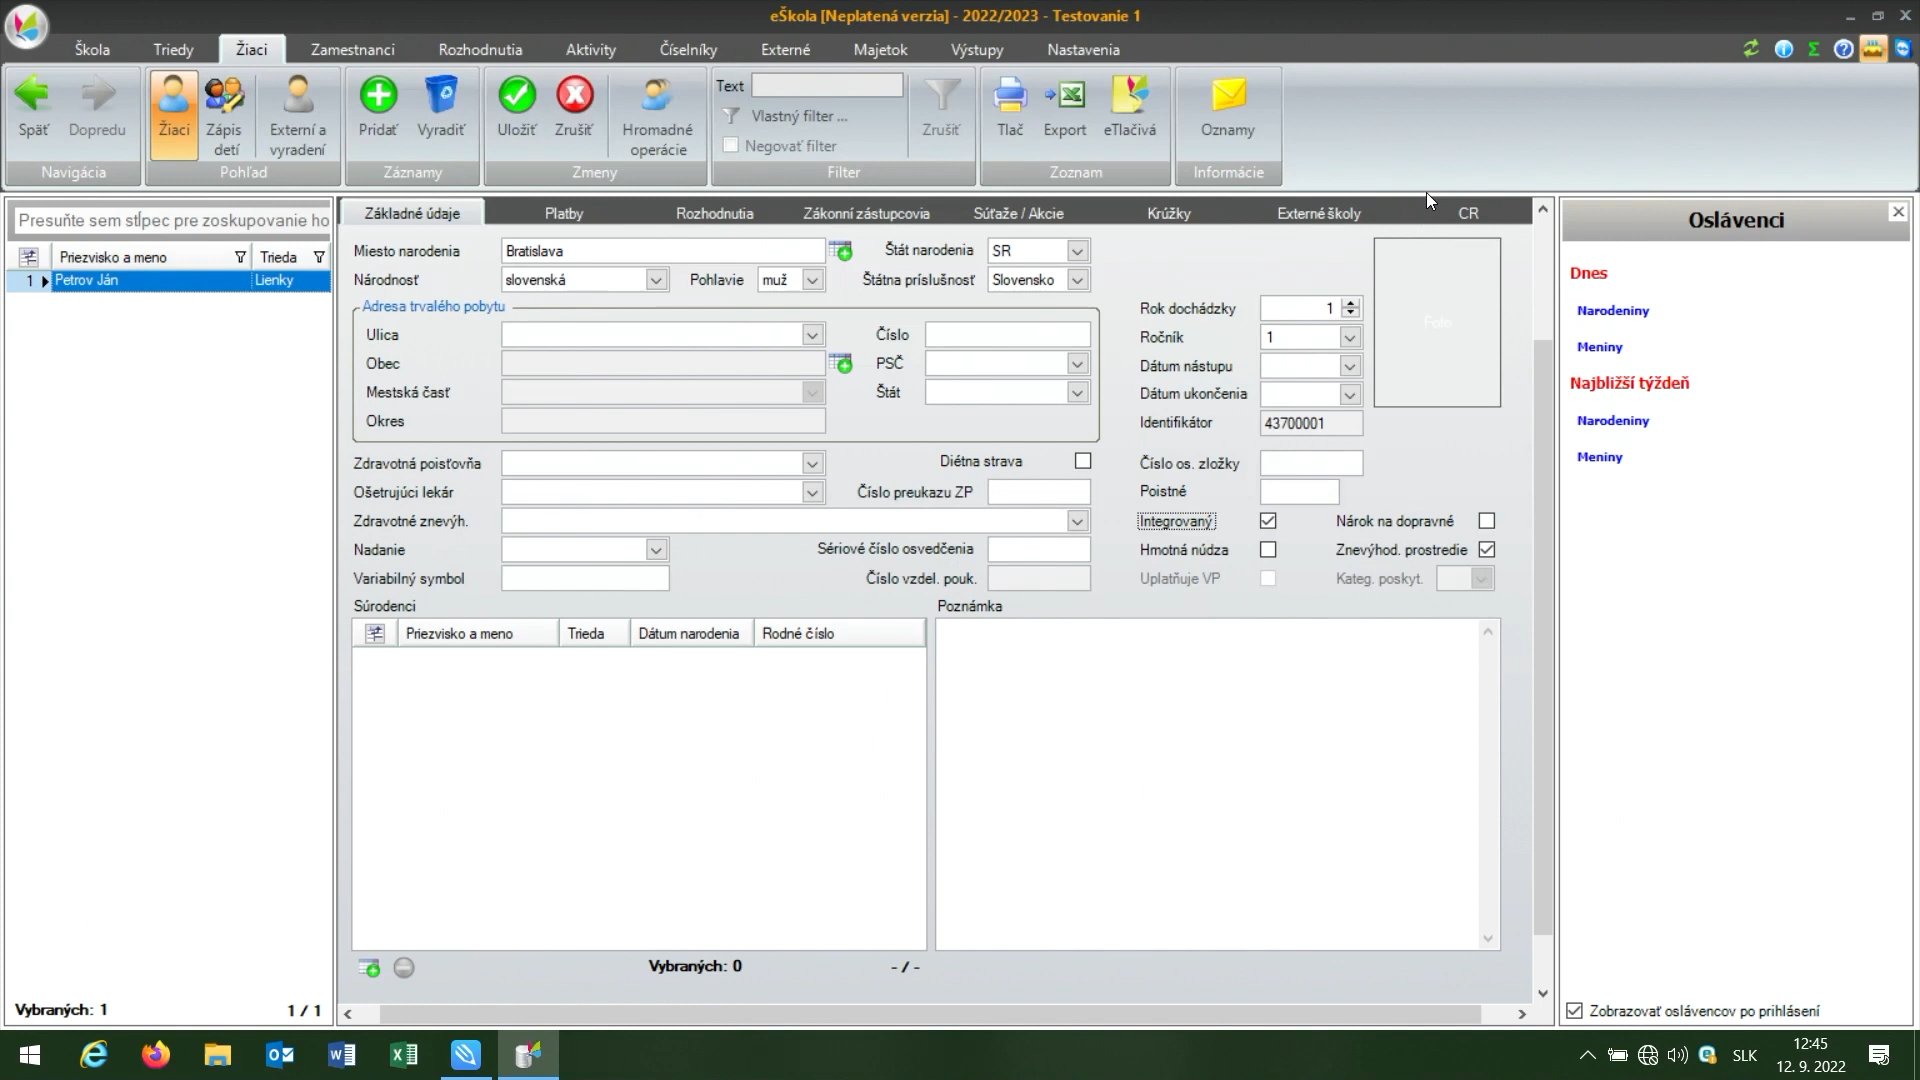 eŠkola [Neplatená verzia] - 2022/2023 - Testovanie 1
Škola Triedy Žiaci Zamestnanci Rozhodnutia Aktivity Číselníky Externé Majetok Výstupy Nastavenia
Späť Dopredu Žiaci Zápis detí Externí a vyradení Pridať Vyradiť Uložiť Zrušiť Hromadné operácie
Text
Vlastný filter ...
Negovať filter
Zrušiť Tlač Export eTlačivá Oznamy
Navigácia Pohľad Záznamy Zmeny Filter Zoznam Informácie
Presuňte sem stĺpec pre zoskupovanie ho
Priezvisko a meno Trieda
1 Petrov Ján Lienky
Vybraných: 1 1 / 1
Základné údaje Platby Rozhodnutia Zákonní zástupcovia Súťaže / Akcie Krúžky Externé školy CR
Miesto narodenia Bratislava Štát narodenia SR
Národnosť slovenská Pohlavie muž Štátna príslušnosť Slovensko
Adresa trvalého pobytu
Ulica Číslo
Obec PSČ
Mestská časť Štát
Okres
Rok dochádzky 1
Ročník 1
Dátum nástupu
Dátum ukončenia
Identifikátor 43700001
Foto
Zdravotná poisťovňa Diétna strava Číslo os. zložky
Ošetrujúci lekár Číslo preukazu ZP Poistné
Zdravotné znevýh. Integrovaný Nárok na dopravné
Nadanie Sériové číslo osvedčenia Hmotná núdza Znevýhod. prostredie
Variabilný symbol Číslo vzdel. pouk. Uplatňuje VP Kateg. poskyt.
Súrodenci Poznámka
Priezvisko a meno Trieda Dátum narodenia Rodné číslo
Vybraných: 0 - / -
Oslávenci
Dnes
Narodeniny
Meniny
Najbližší týždeň
Narodeniny
Meniny
Zobrazovať oslávencov po prihlásení
SLK
12:45
12. 9. 2022